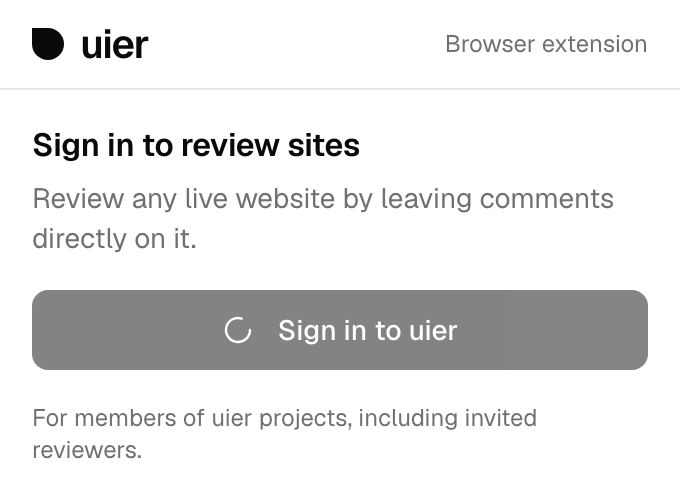 uier
Browser extension
Sign in to review sites
Review any live website by leaving comments
directly on it.
Sign in to uier
For members of uier projects, including invited
reviewers.